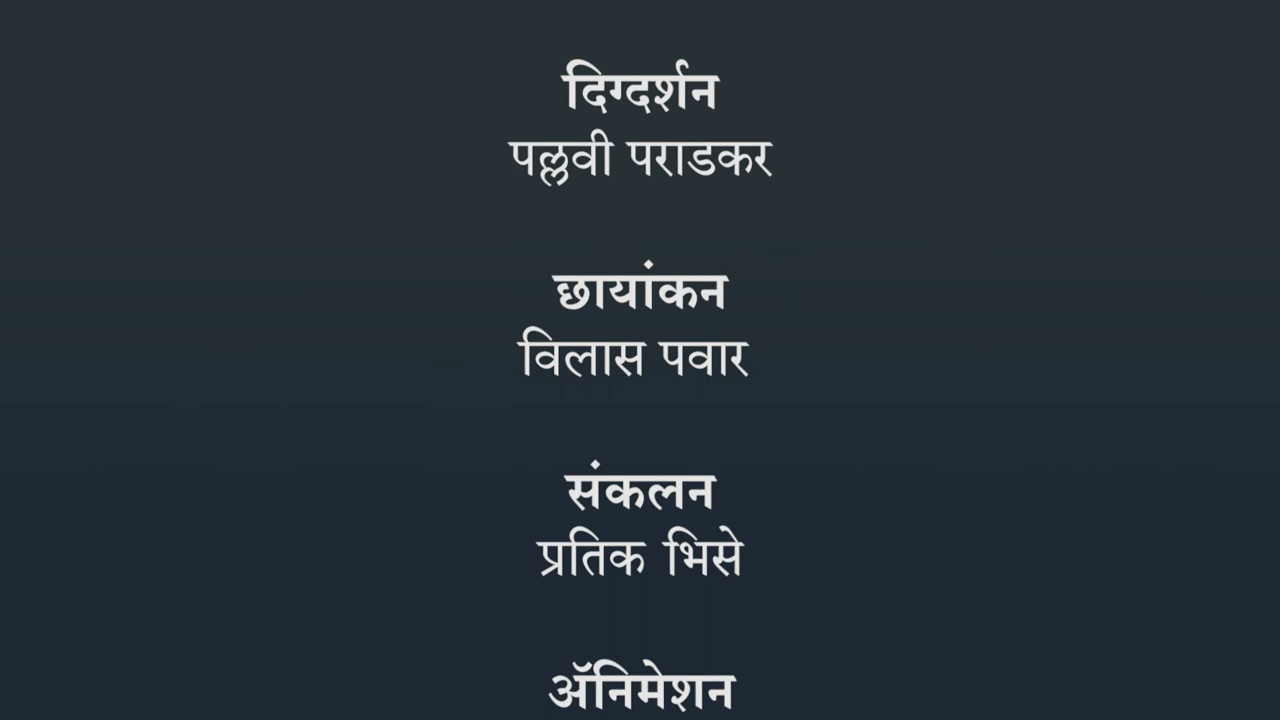 दिग्दर्शन
पल्लवी पराडकर
छायांकन
विलास पवार
संकलन
प्रतिक भिसे
ॲनिमेशन